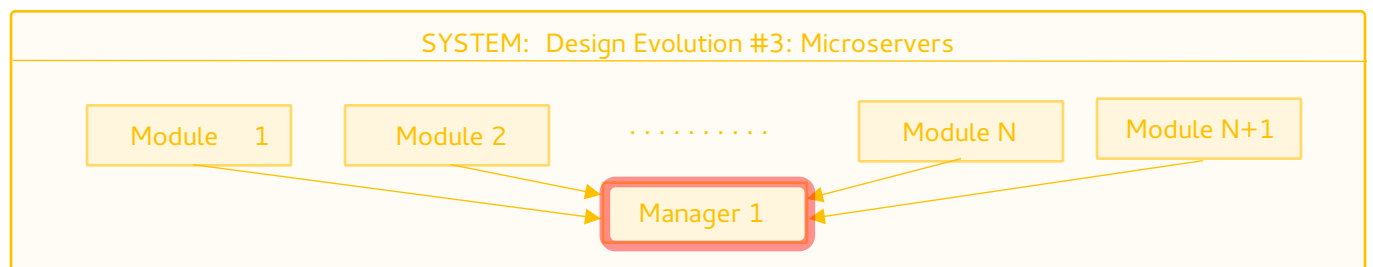 SYSTEM: Design Evolution #3: Microservers
Module 1
Module 2
..........
Module N
Module N+1
Manager 1